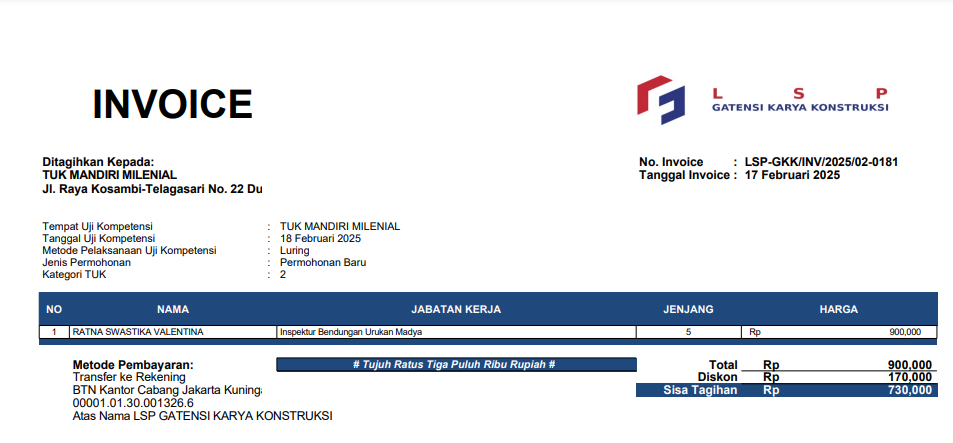 INVOICE
L S P
GATENSI KARYA KONSTRUKSI
Ditagihkan Kepada:
TUK MANDIRI MILENIAL
Jl. Raya Kosambi-Telagasari No. 22 Du
No. Invoice : LSP-GKK/INV/2025/02-0181
Tanggal Invoice : 17 Februari 2025
Tempat Uji Kompetensi : TUK MANDIRI MILENIAL
Tanggal Uji Kompetensi : 18 Februari 2025
Metode Pelaksanaan Uji Kompetensi : Luring
Jenis Permohonan : Permohonan Baru
Kategori TUK : 2
NO NAMA JABATAN KERJA JENJANG HARGA
1 RATNA SWASTIKA VALENTINA Inspektur Bendungan Urukan Madya 5 Rp 900,000
Metode Pembayaran:
Transfer ke Rekening
BTN Kantor Cabang Jakarta Kuninga
00001.01.30.001326.6
Atas Nama LSP GATENSI KARYA KONSTRUKSI
# Tujuh Ratus Tiga Puluh Ribu Rupiah #
Total Rp 900,000
Diskon Rp 170,000
Sisa Tagihan Rp 730,000